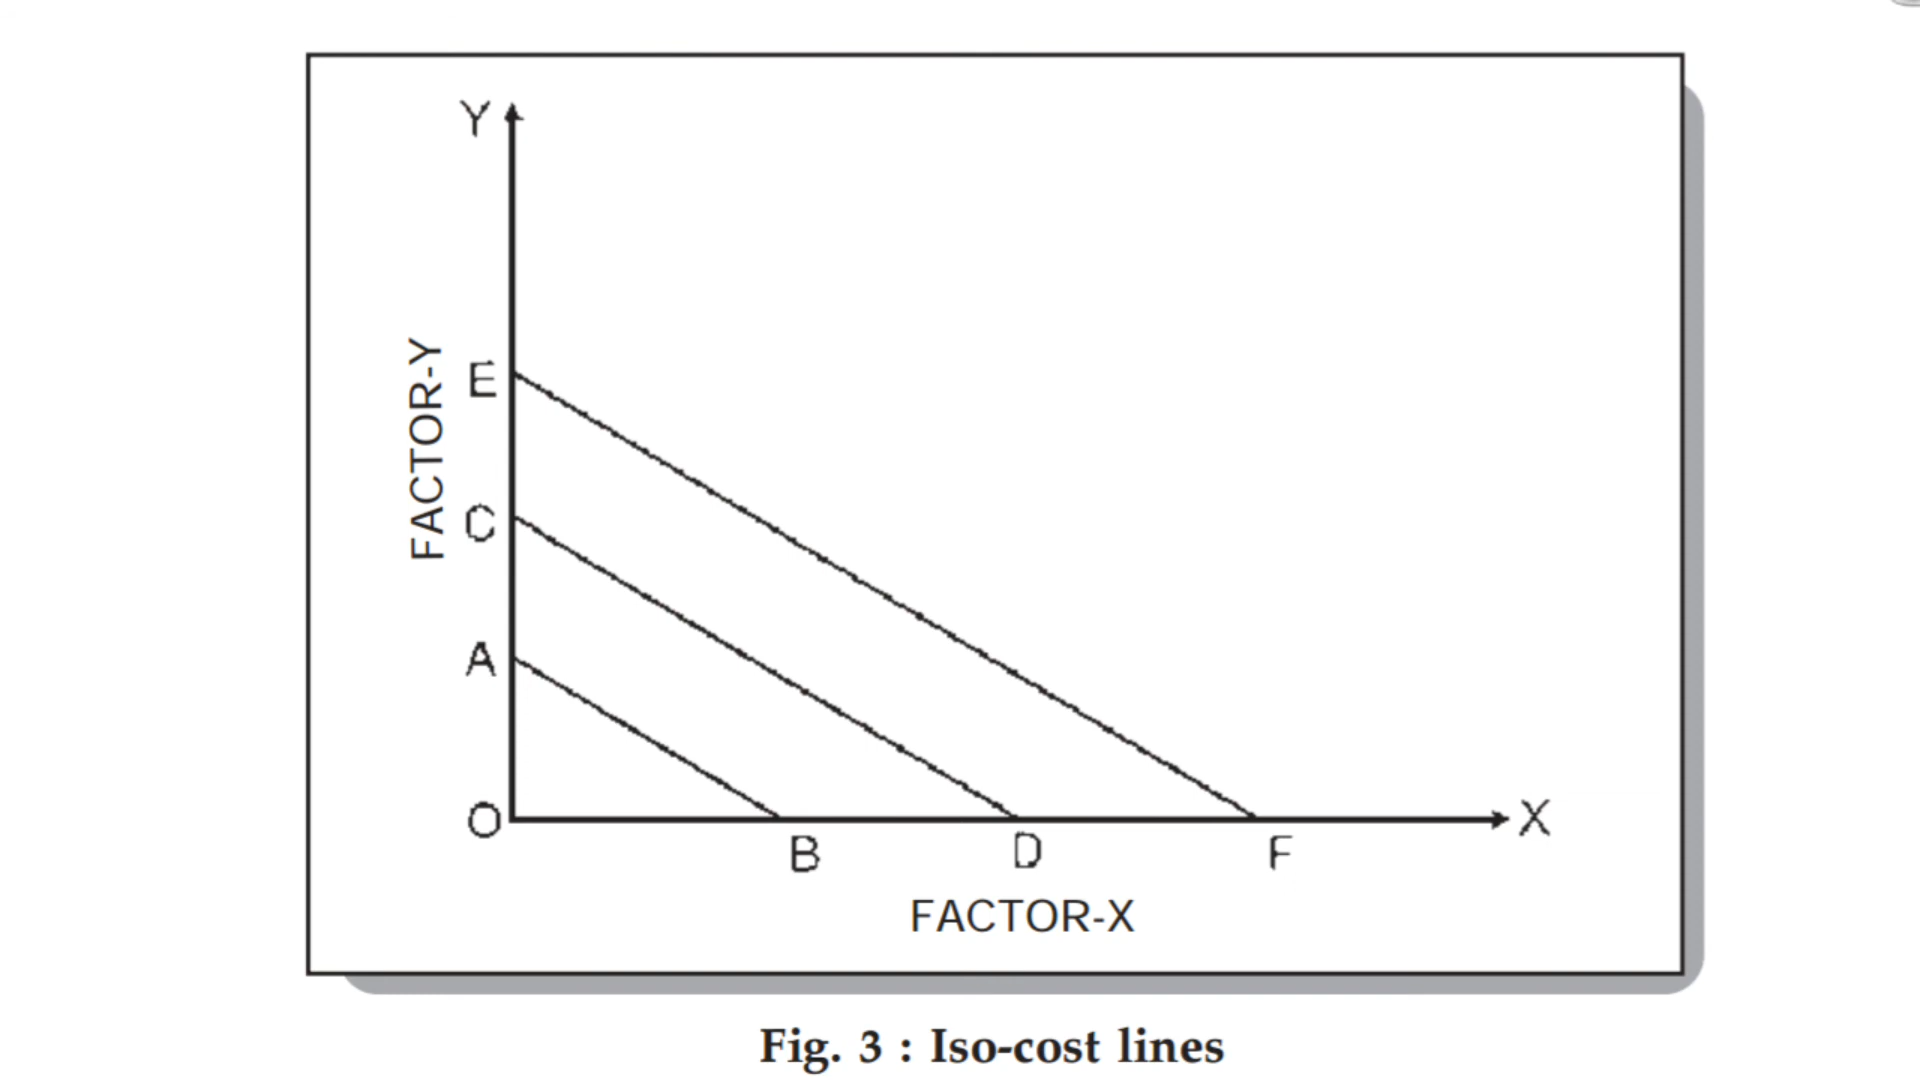 Y
FACTOR-Y
E
C
A
O
B D F
X
FACTOR-X
Fig. 3 : Iso-cost lines